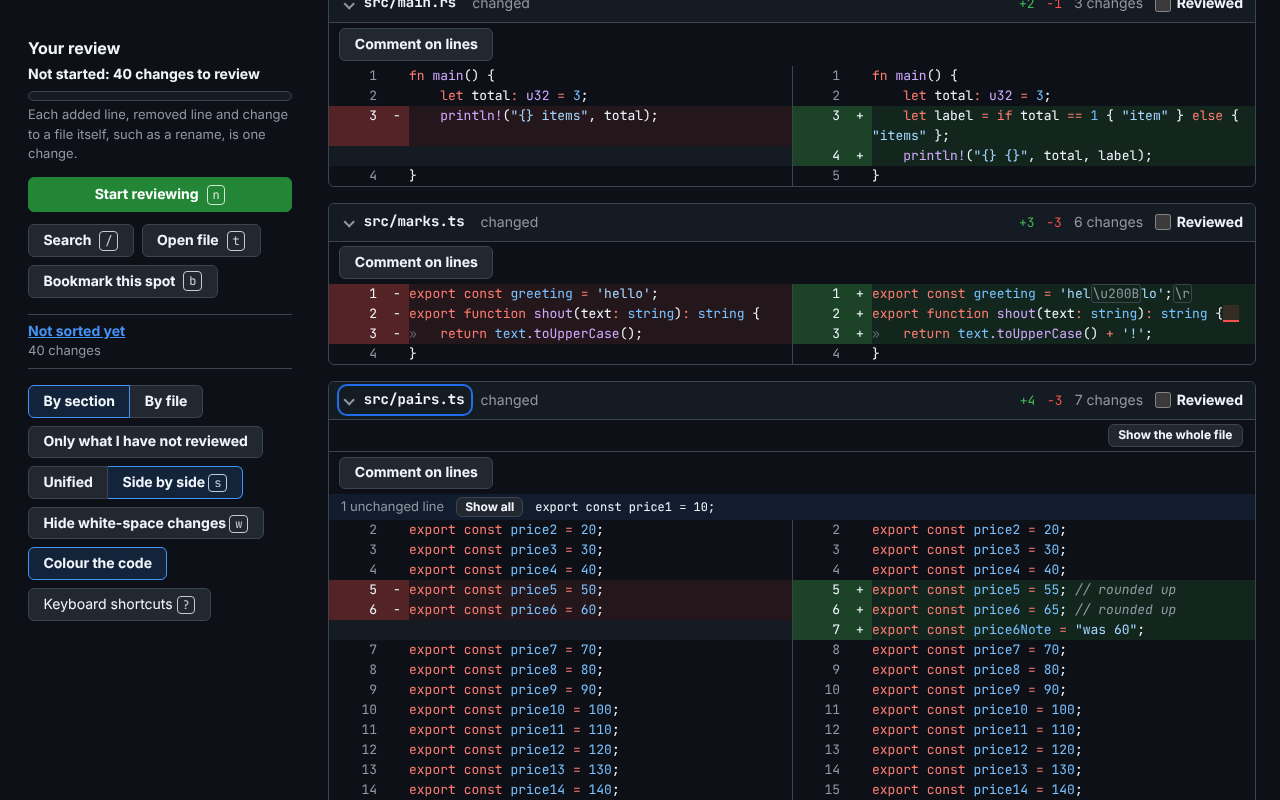 Your review
Not started: 40 changes to review
Each added line, removed line and change
to a file itself, such as a rename, is one
change.
Start reviewing n
Search / Open file t
Bookmark this spot b
Not sorted yet
40 changes
By section By file
Only what I have not reviewed
Unified Side by side s
Hide white-space changes w
Colour the code
Keyboard shortcuts ?
src/main.rs changed +2 -1 3 changes Reviewed
Comment on lines
1 fn main() { 1 fn main() {
2 let total: u32 = 3; 2 let total: u32 = 3;
3 - println!("{} items", total); 3 + let label = if total == 1 { "item" } else {
"items" };
4 + println!("{} {}", total, label);
4 } 5 }
src/marks.ts changed +3 -3 6 changes Reviewed
Comment on lines
1 - export const greeting = 'hello'; 1 + export const greeting = 'hel\u200Blo';\r
2 - export function shout(text: string): string { 2 + export function shout(text: string): string {
3 - » return text.toUpperCase(); 3 + » return text.toUpperCase() + '!';
4 } 4 }
src/pairs.ts changed +4 -3 7 changes Reviewed
Show the whole file
Comment on lines
1 unchanged line Show all export const price1 = 10;
2 export const price2 = 20; 2 export const price2 = 20;
3 export const price3 = 30; 3 export const price3 = 30;
4 export const price4 = 40; 4 export const price4 = 40;
5 - export const price5 = 50; 5 + export const price5 = 55; // rounded up
6 - export const price6 = 60; 6 + export const price6 = 65; // rounded up
7 + export const price6Note = "was 60";
7 export const price7 = 70; 8 export const price7 = 70;
8 export const price8 = 80; 9 export const price8 = 80;
9 export const price9 = 90; 10 export const price9 = 90;
10 export const price10 = 100; 11 export const price10 = 100;
11 export const price11 = 110; 12 export const price11 = 110;
12 export const price12 = 120; 13 export const price12 = 120;
13 export const price13 = 130; 14 export const price13 = 130;
14 export const price14 = 140; 15 export const price14 = 140;